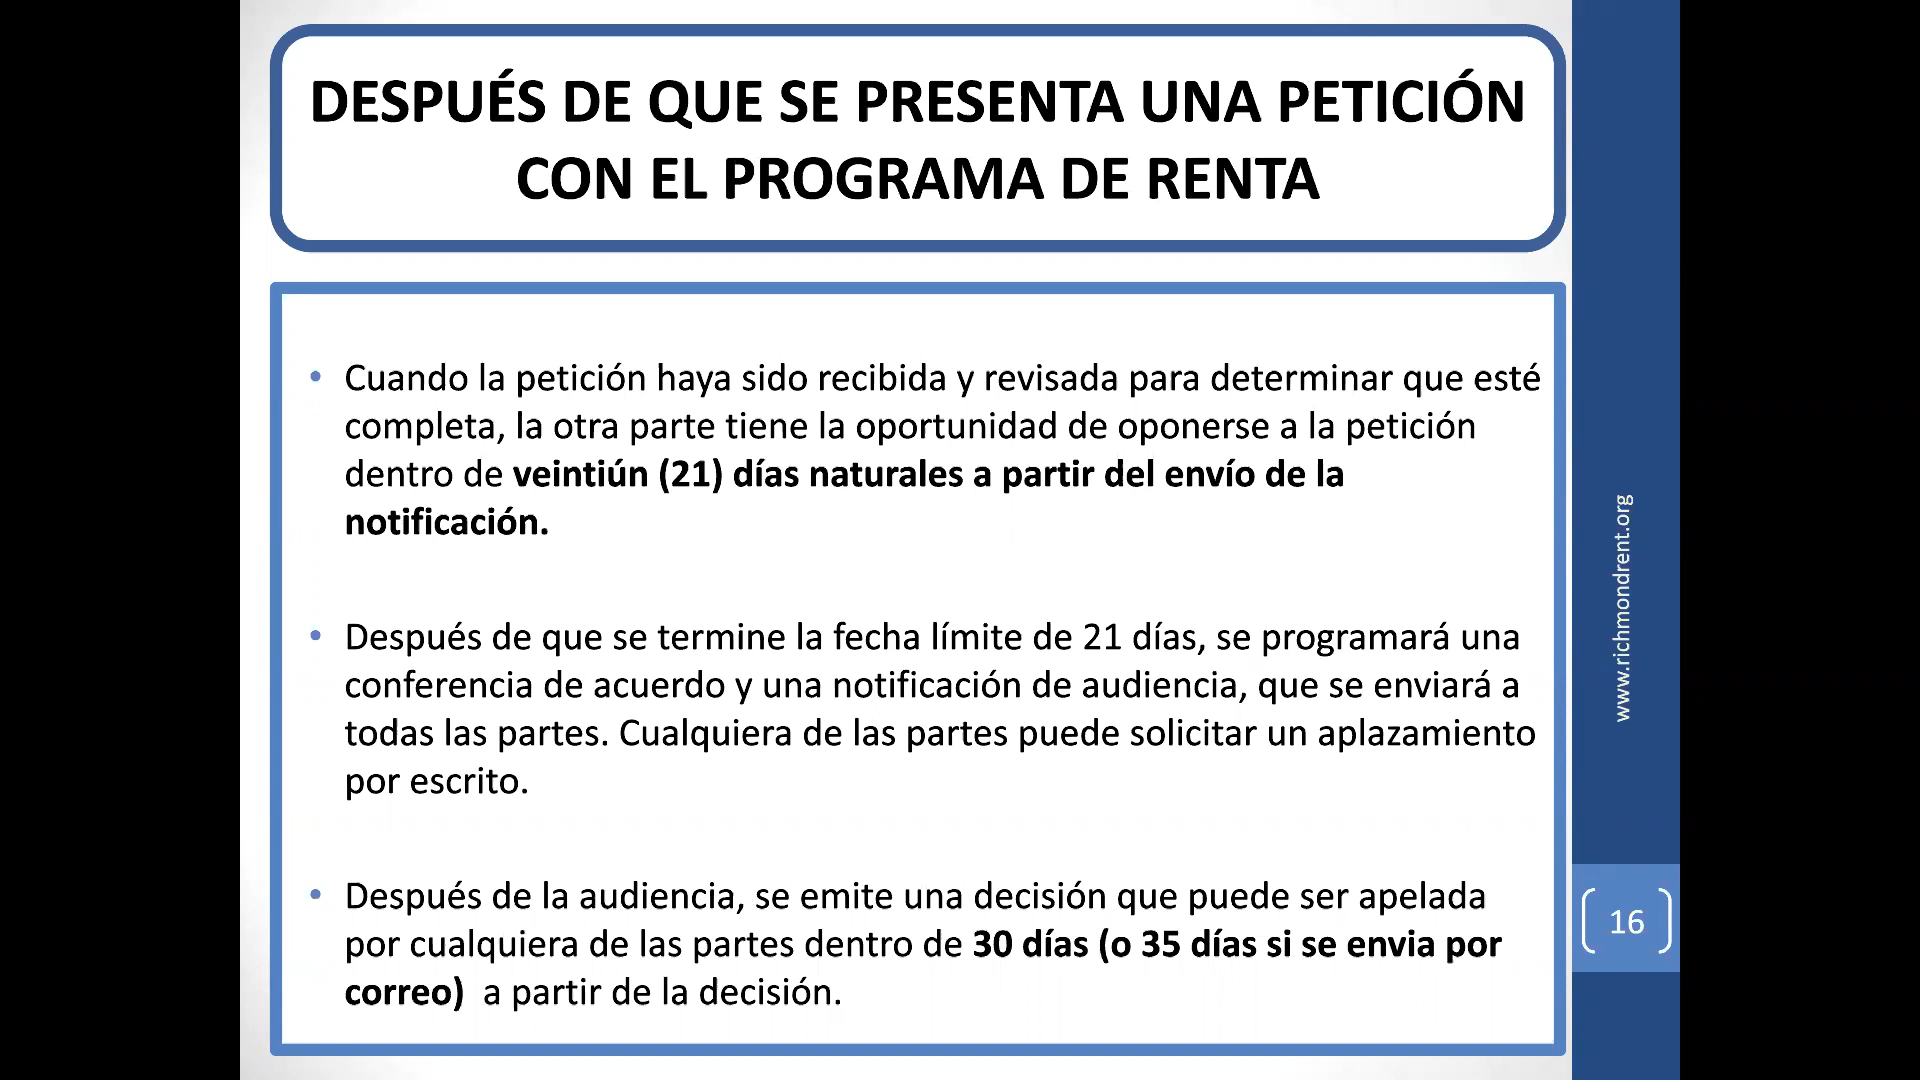 DESPUÉS DE QUE SE PRESENTA UNA PETICIÓN
CON EL PROGRAMA DE RENTA
• Cuando la petición haya sido recibida y revisada para determinar que esté
completa, la otra parte tiene la oportunidad de oponerse a la petición
dentro de veintiún (21) días naturales a partir del envío de la
notificación.
• Después de que se termine la fecha límite de 21 días, se programará una
conferencia de acuerdo y una notificación de audiencia, que se enviará a
todas las partes. Cualquiera de las partes puede solicitar un aplazamiento
por escrito.
• Después de la audiencia, se emite una decisión que puede ser apelada
por cualquiera de las partes dentro de 30 días (o 35 días si se envia por
correo) a partir de la decisión.
www.richmondrent.org
16